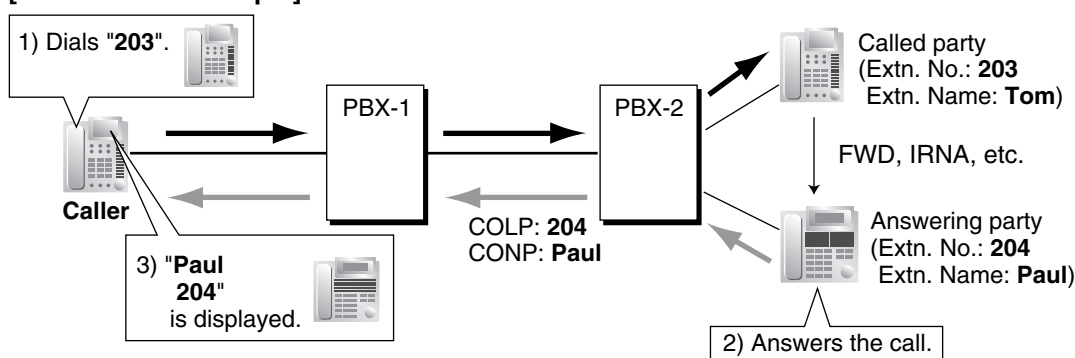 1) Dials "203".
Caller
3) "Paul
204"
is displayed.
PBX-1
COLP: 204
CONP: Paul
PBX-2
Called party
(Extn. No.: 203
Extn. Name: Tom)
FWD, IRNA, etc.
Answering party
(Extn. No.: 204
Extn. Name: Paul)
2) Answers the call.